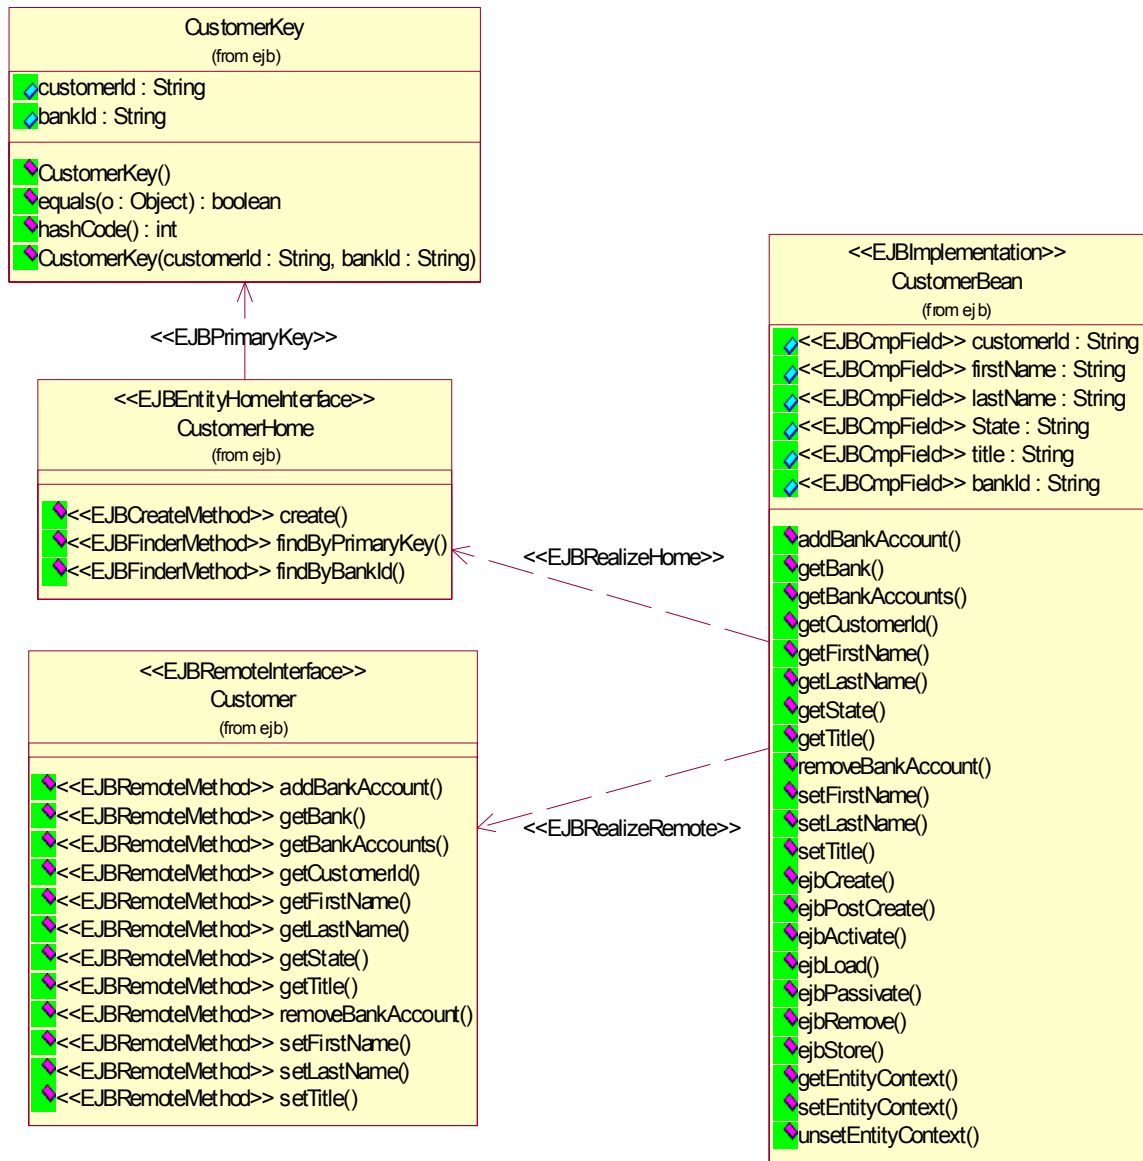 CustomerKey
(from ejb)
customerId : String
bankId : String
CustomerKey()
equals(o : Object) : boolean
hashCode() : int
CustomerKey(customerId : String, bankId : String)
<<EJBPrimaryKey>>
<<EJBEntityHomeInterface>>
CustomerHome
(from ejb)
<<EJBCreateMethod>> create()
<<EJBFinderMethod>> findByPrimaryKey()
<<EJBFinderMethod>> findByBankId()
<<EJBRemoteInterface>>
Customer
(from ejb)
<<EJBRemoteMethod>> addBankAccount()
<<EJBRemoteMethod>> getBank()
<<EJBRemoteMethod>> getBankAccounts()
<<EJBRemoteMethod>> getCustomerId()
<<EJBRemoteMethod>> getFirstName()
<<EJBRemoteMethod>> getLastName()
<<EJBRemoteMethod>> getState()
<<EJBRemoteMethod>> getTitle()
<<EJBRemoteMethod>> removeBankAccount()
<<EJBRemoteMethod>> setFirstName()
<<EJBRemoteMethod>> setLastName()
<<EJBRemoteMethod>> setTitle()
<<EJBRealizeHome>>
<<EJBRealizeRemote>>
<<EJBImplementation>>
CustomerBean
(from ejb)
<<EJBCmpField>> customerId : String
<<EJBCmpField>> firstName : String
<<EJBCmpField>> lastName : String
<<EJBCmpField>> State : String
<<EJBCmpField>> title : String
<<EJBCmpField>> bankId : String
addBankAccount()
getBank()
getBankAccounts()
getCustomerId()
getFirstName()
getLastName()
getState()
getTitle()
removeBankAccount()
setFirstName()
setLastName()
setTitle()
ejbCreate()
ejbPostCreate()
ejbActivate()
ejbLoad()
ejbPassivate()
ejbRemove()
ejbStore()
getEntityContext()
setEntityContext()
unsetEntityContext()